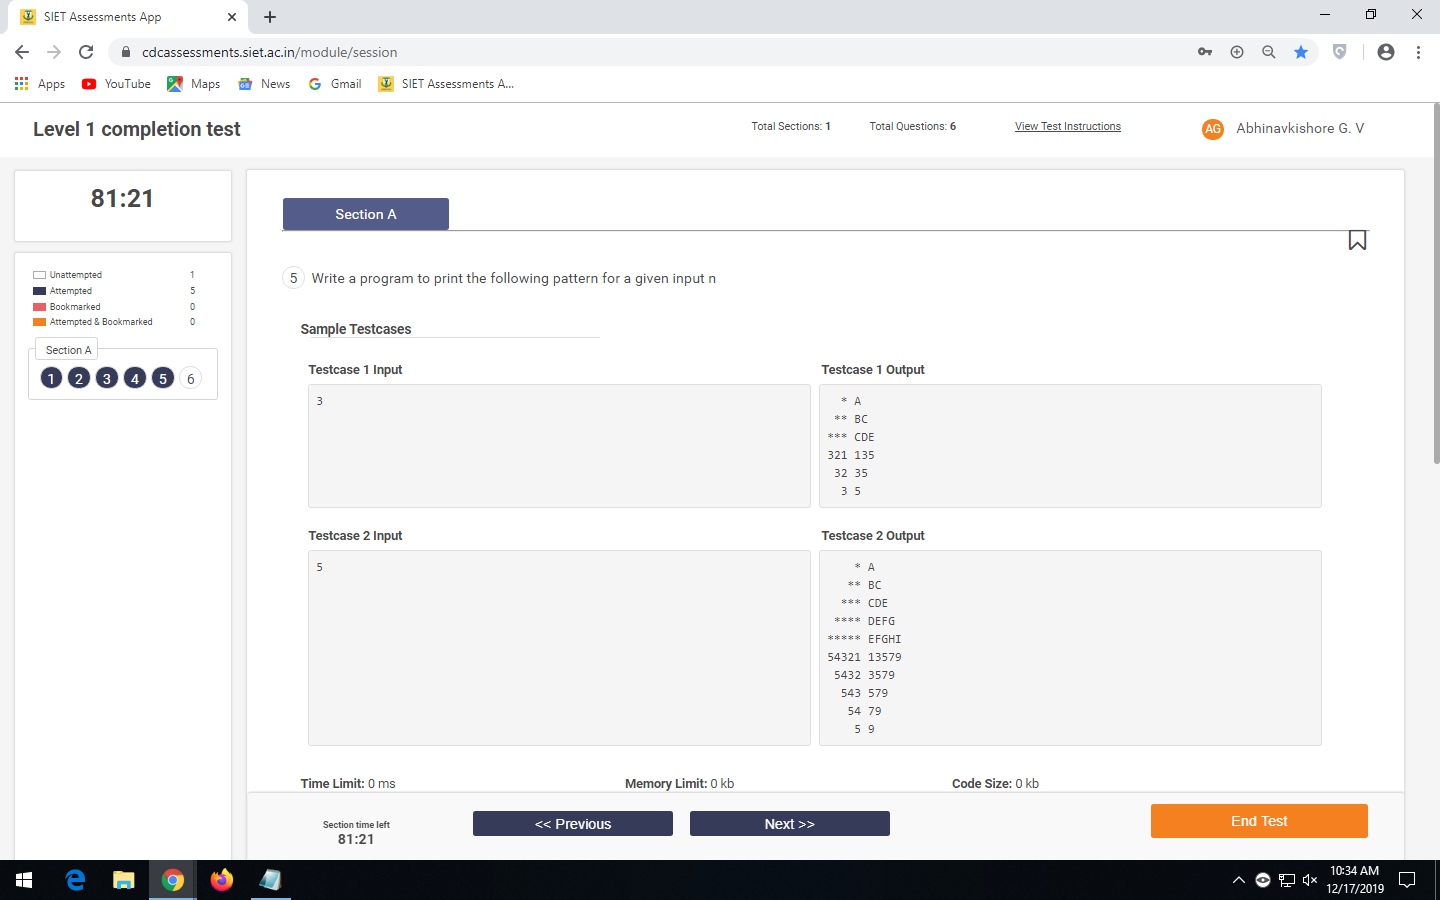 SIET Assessments App
cdcassessments.siet.ac.in/module/session
Apps YouTube Maps News Gmail SIET Assessments A...
Level 1 completion test
Total Sections: 1 Total Questions: 6 View Test Instructions AG Abhinavkishore G. V
81:21
Unattempted 1
Attempted 5
Bookmarked 0
Attempted & Bookmarked 0
Section A
1 2 3 4 5 6
Section A
5 Write a program to print the following pattern for a given input n
Sample Testcases
Testcase 1 Input
3
Testcase 1 Output
  * A
 ** BC
*** CDE
321 135
 32 35
  3 5
Testcase 2 Input
5
Testcase 2 Output
    * A
   ** BC
  *** CDE
 **** DEFG
***** EFGHI
54321 13579
 5432 3579
  543 579
   54 79
    5 9
Time Limit: 0 ms Memory Limit: 0 kb Code Size: 0 kb
Section time left
81:21
<< Previous Next >> End Test
10:34 AM
12/17/2019